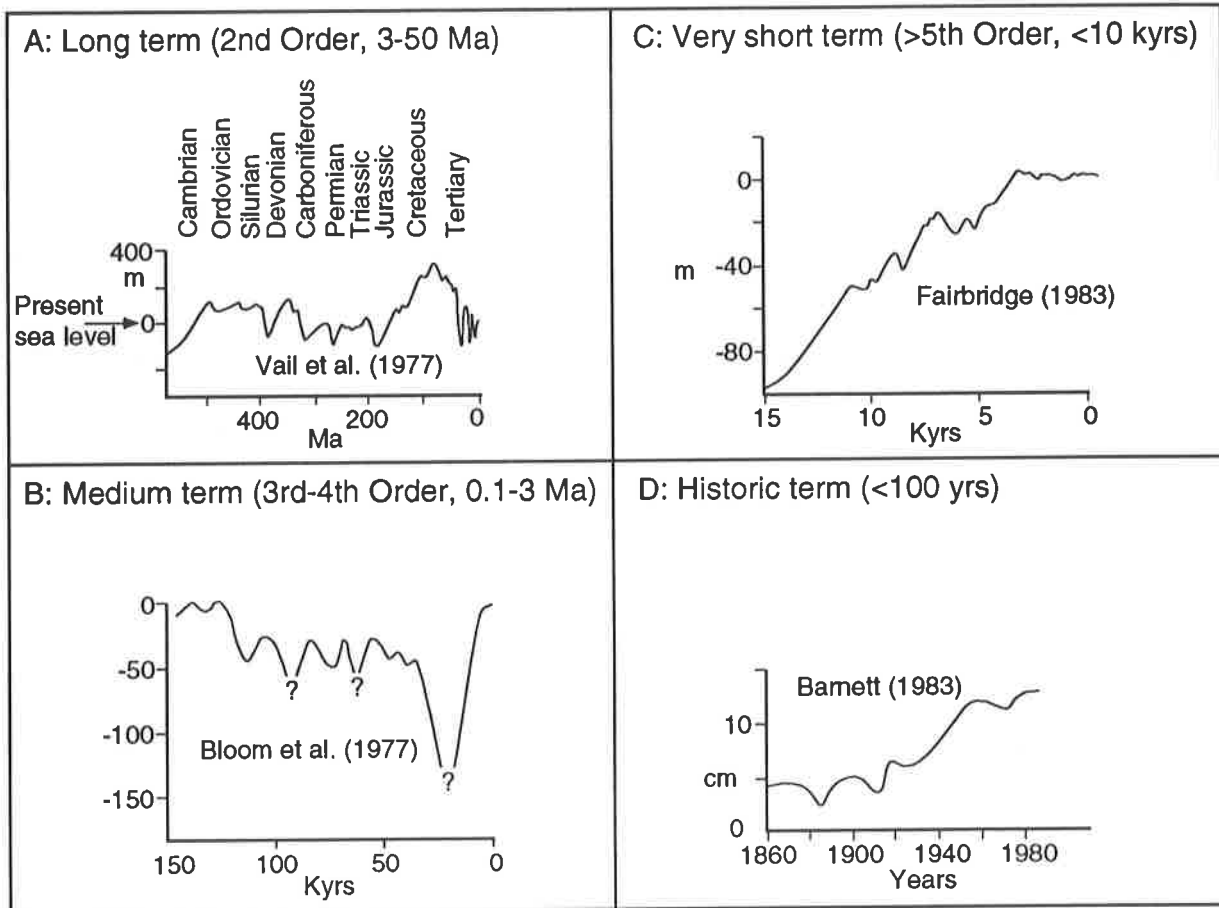 A: Long term (2nd Order, 3-50 Ma)
Cambrian
Ordovician
Silurian
Devonian
Carboniferous
Permian
Triassic
Jurassic
Cretaceous
Tertiary
400
m
Present
sea level
0
Vail et al. (1977)
400
200
0
Ma
C: Very short term (>5th Order, <10 kyrs)
0
m
-40
-80
Fairbridge (1983)
15
10
5
0
Kyrs
B: Medium term (3rd-4th Order, 0.1-3 Ma)
0
-50
-100
-150
?
?
?
Bloom et al. (1977)
150
100
50
0
Kyrs
D: Historic term (<100 yrs)
Barnett (1983)
10
cm
0
1860
1900
1940
1980
Years